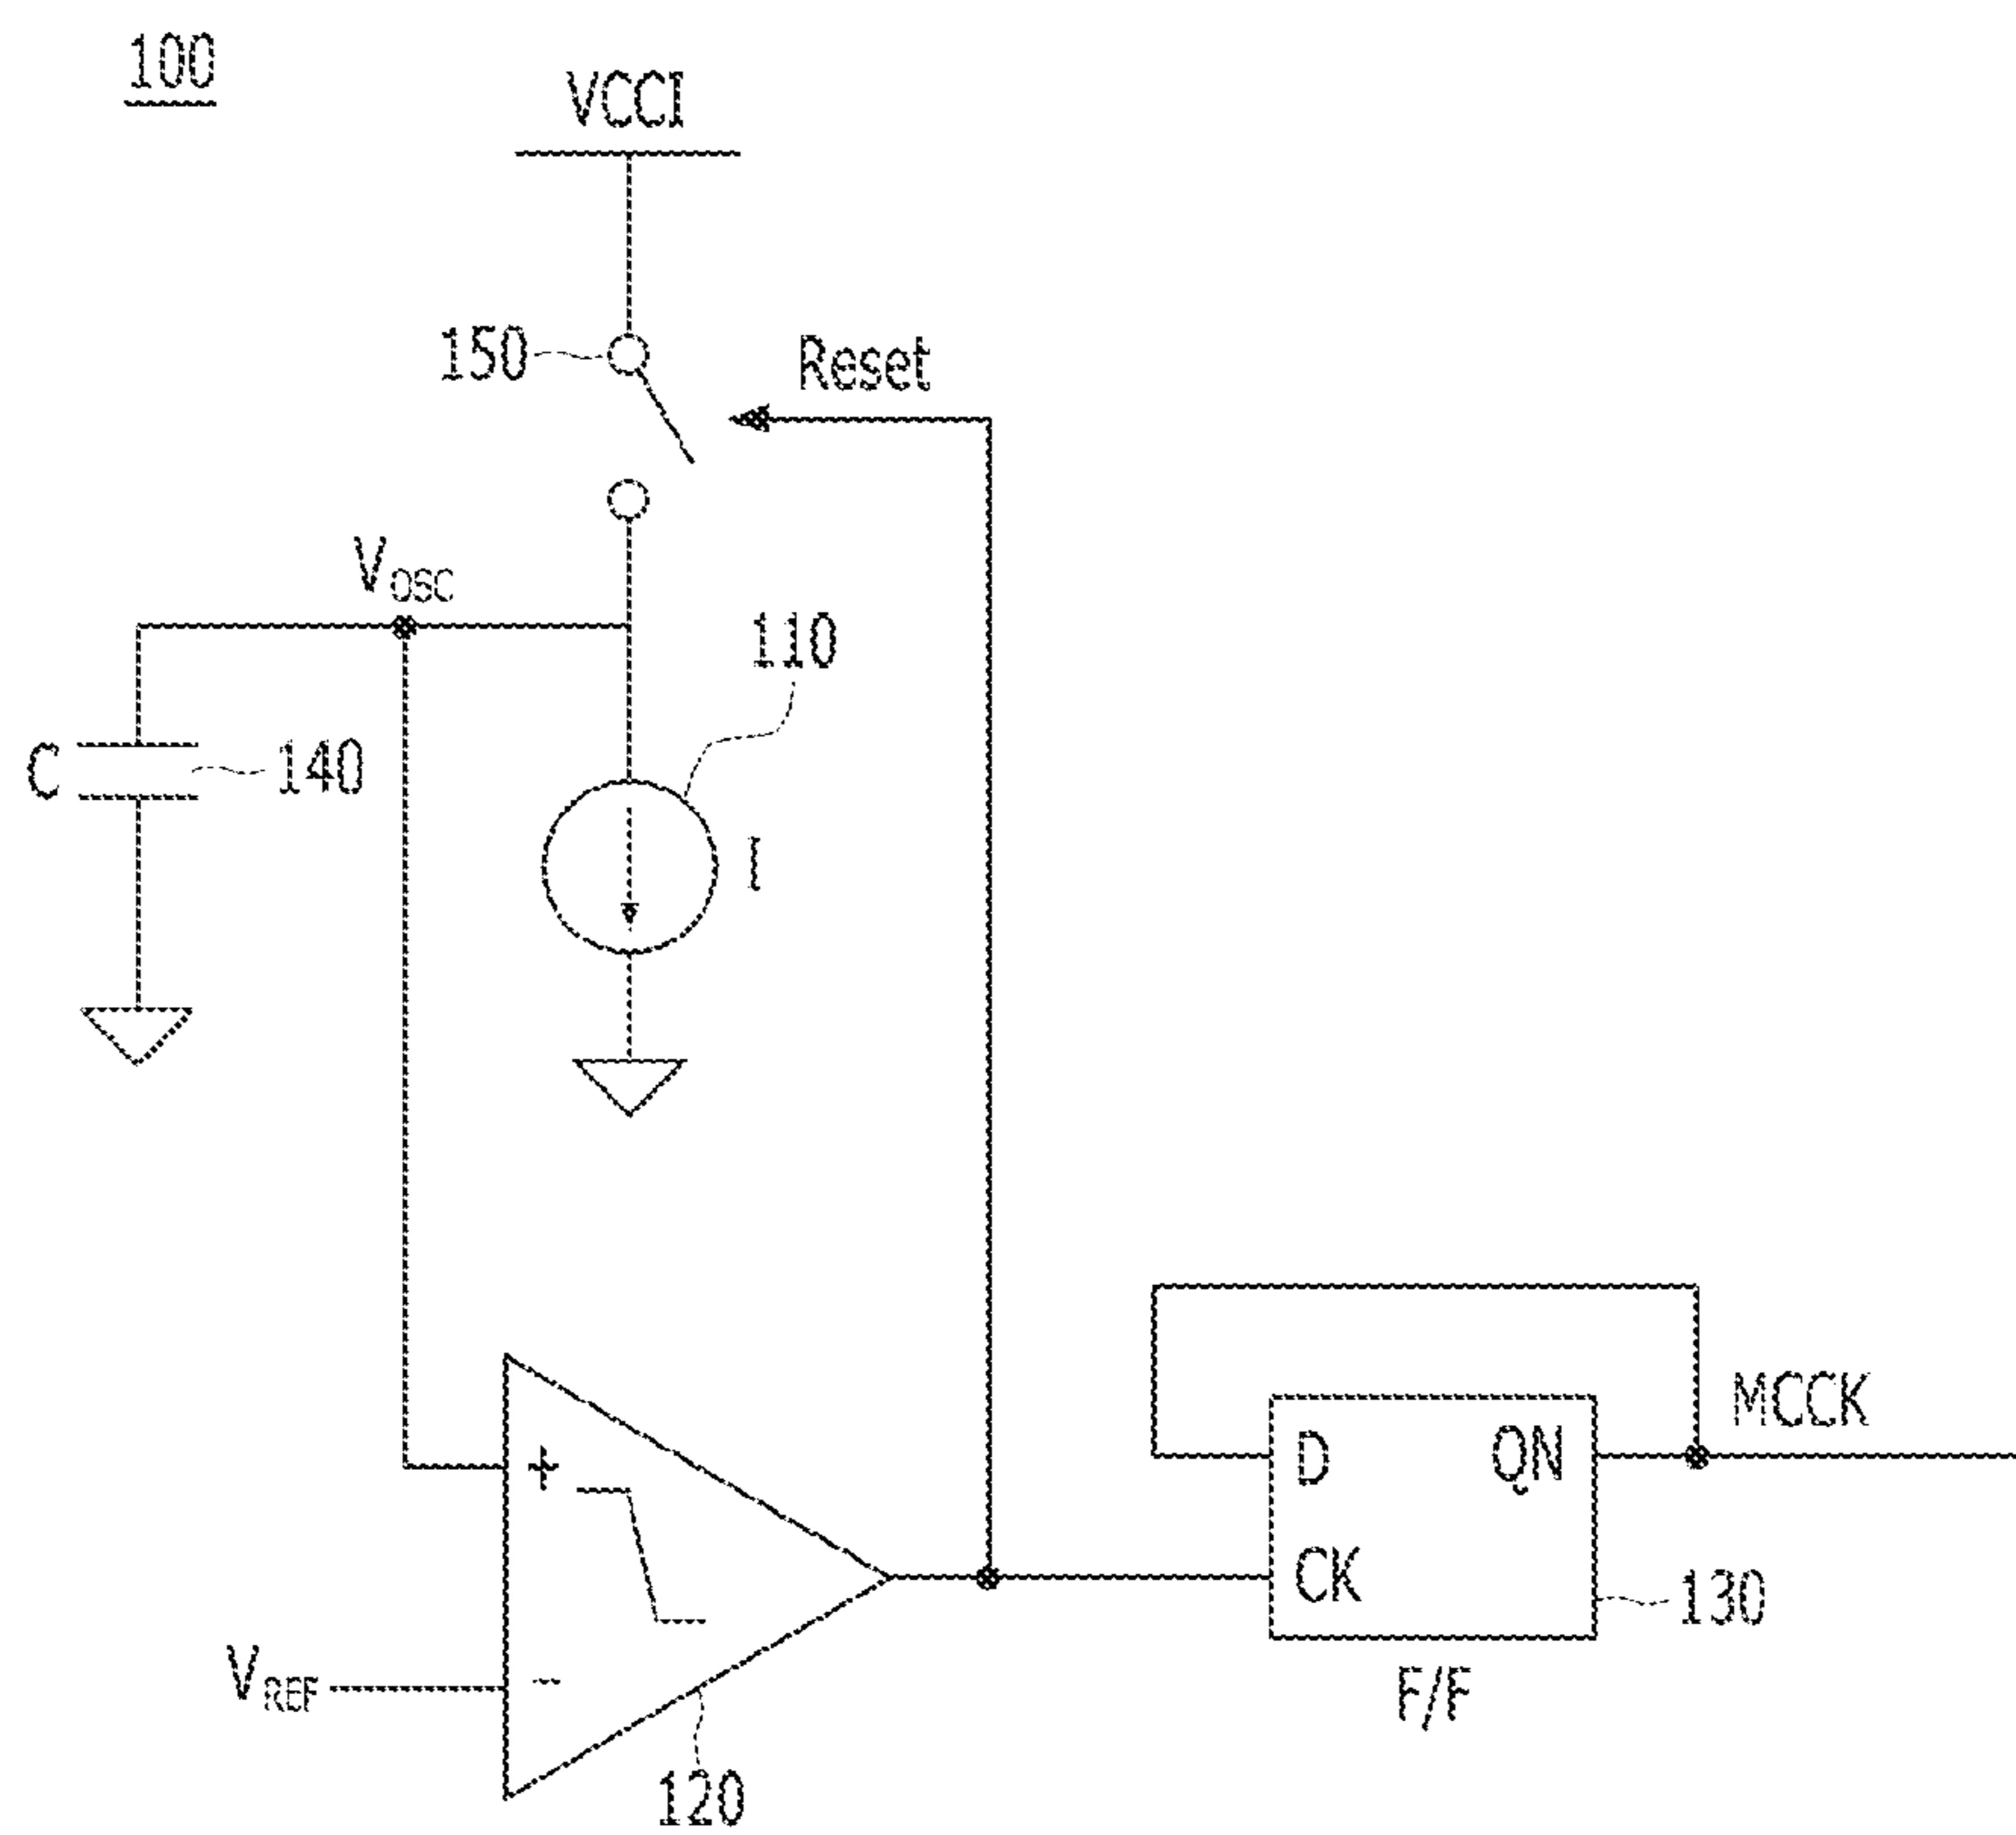 100
VCCI
150
Reset
VOSC
110
C
140
I
MCCK
+
D
QN
CK
130
VREF
-
F/F
120